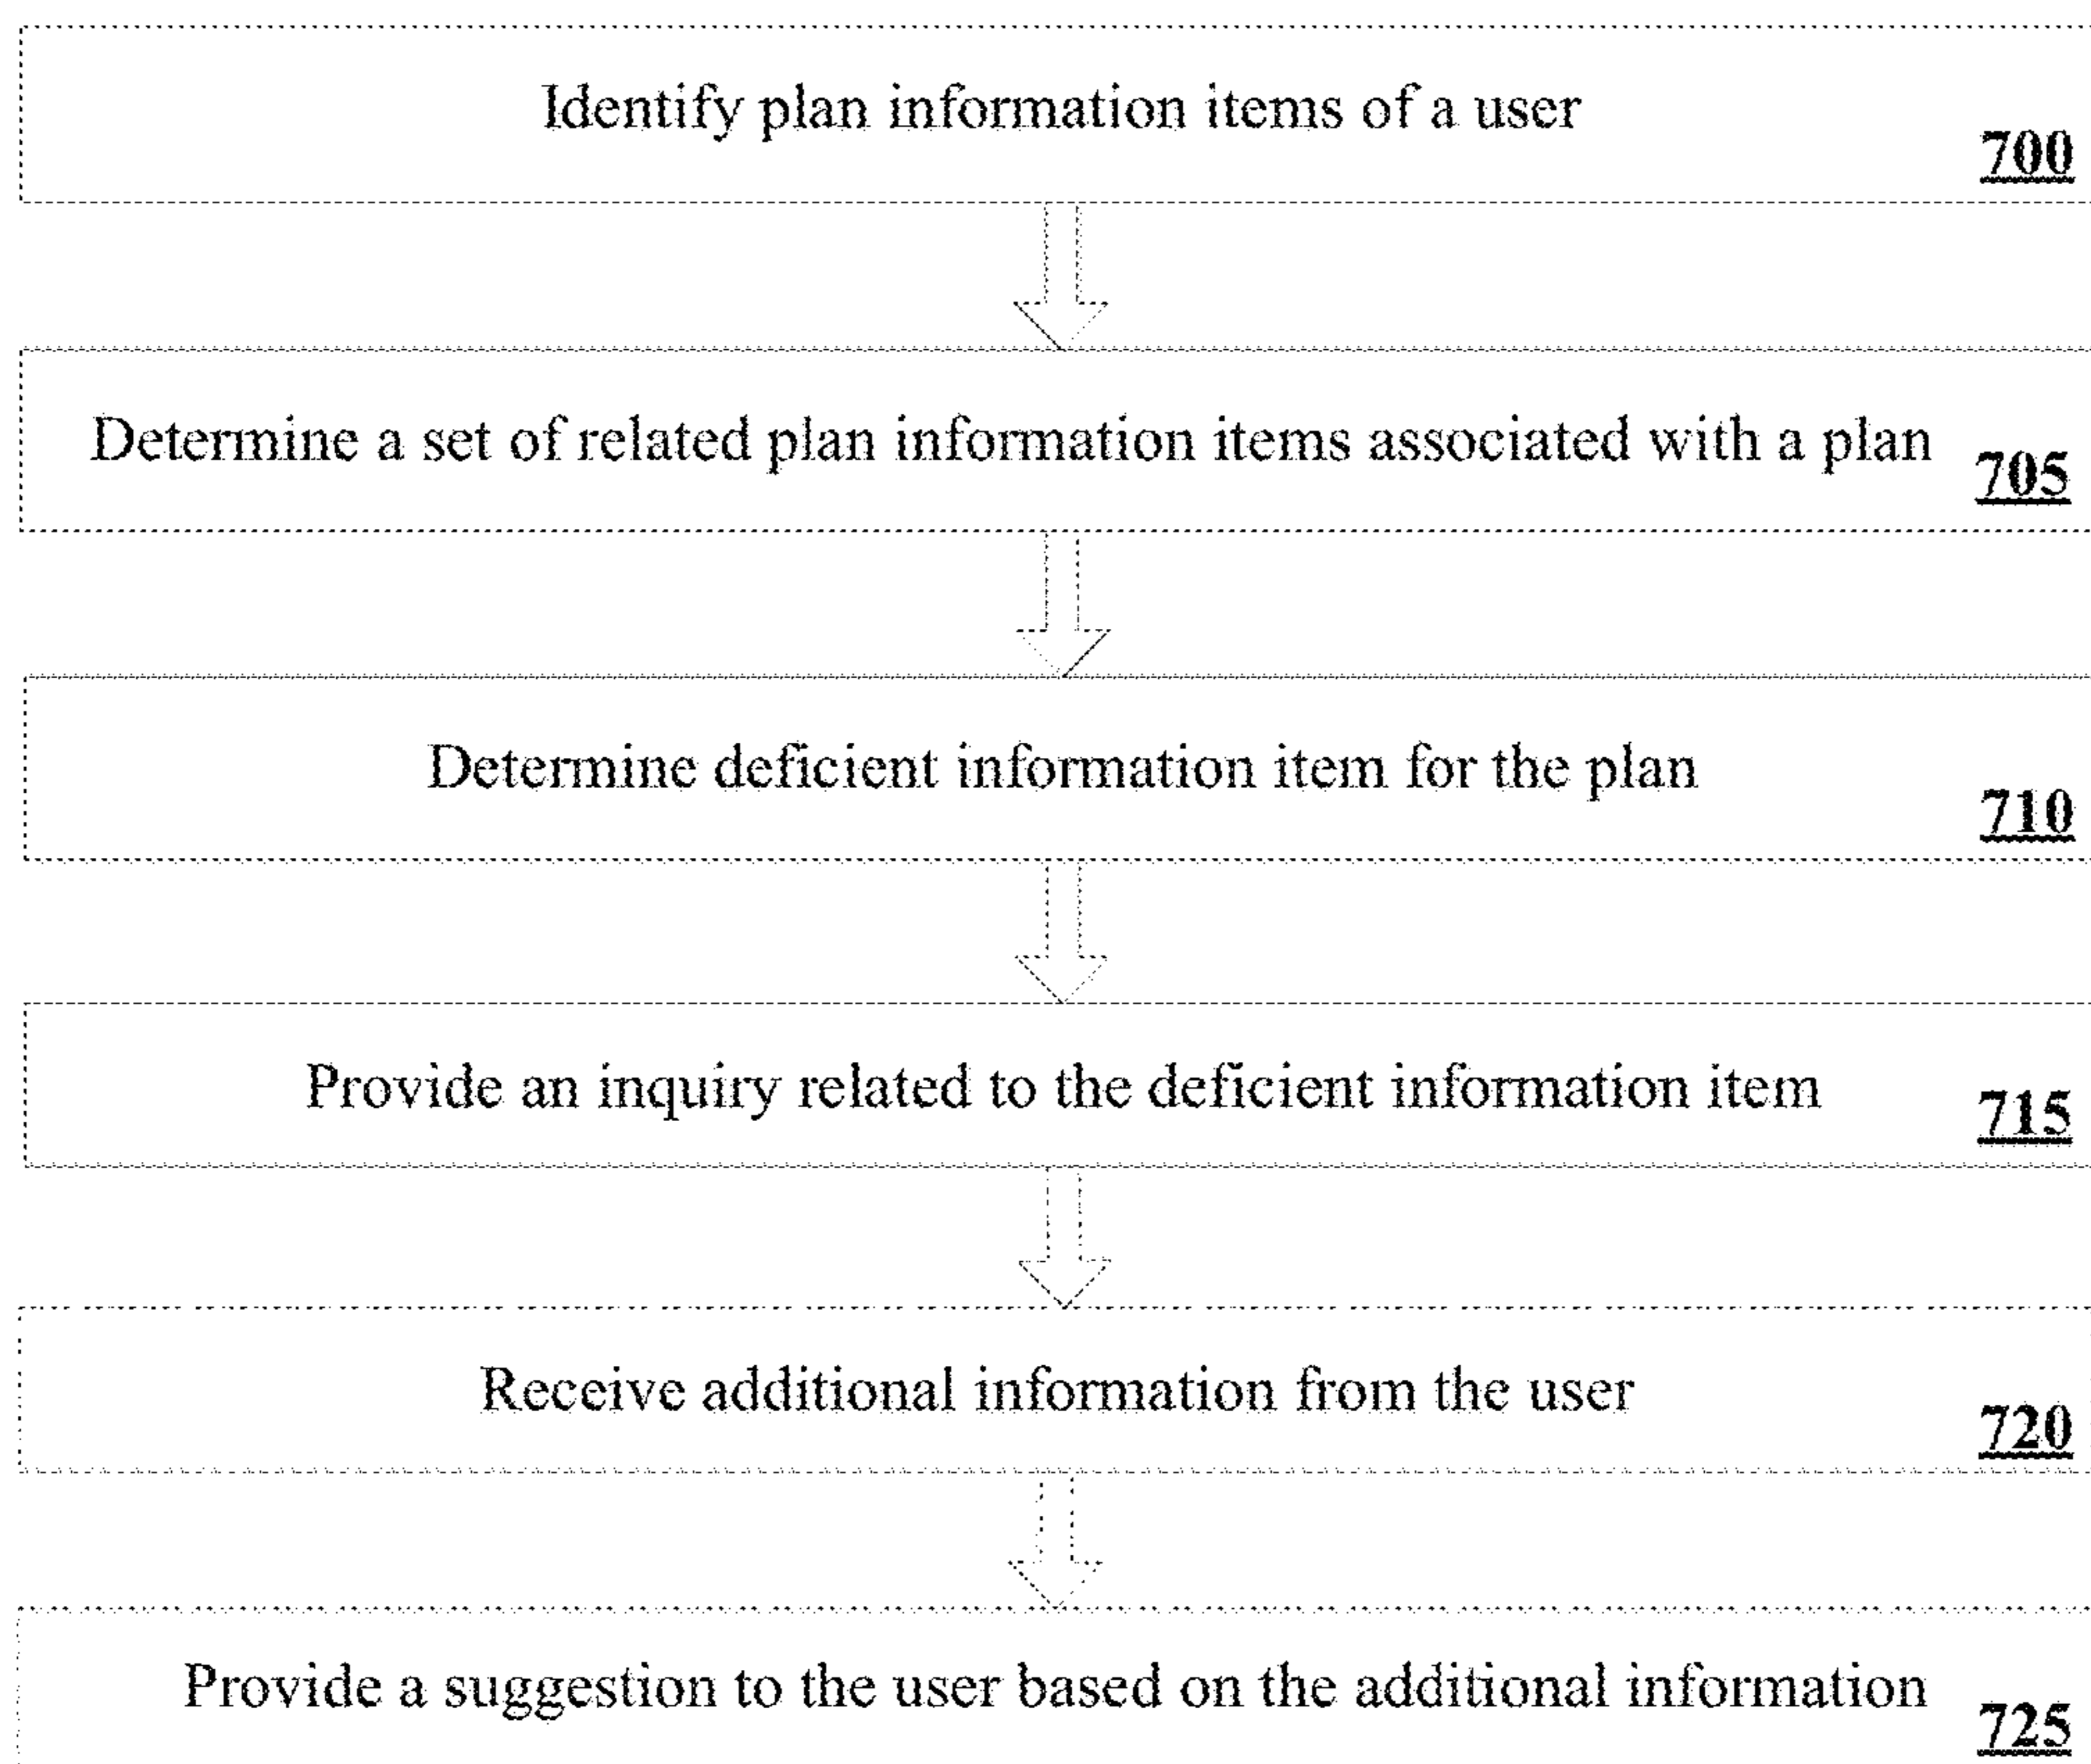 Identify plan information items of a user
700
Determine a set of related plan information items associated with a plan
705
Determine deficient information item for the plan
710
Provide an inquiry related to the deficient information item
715
Receive additional information from the user
720
Provide a suggestion to the user based on the additional information
725